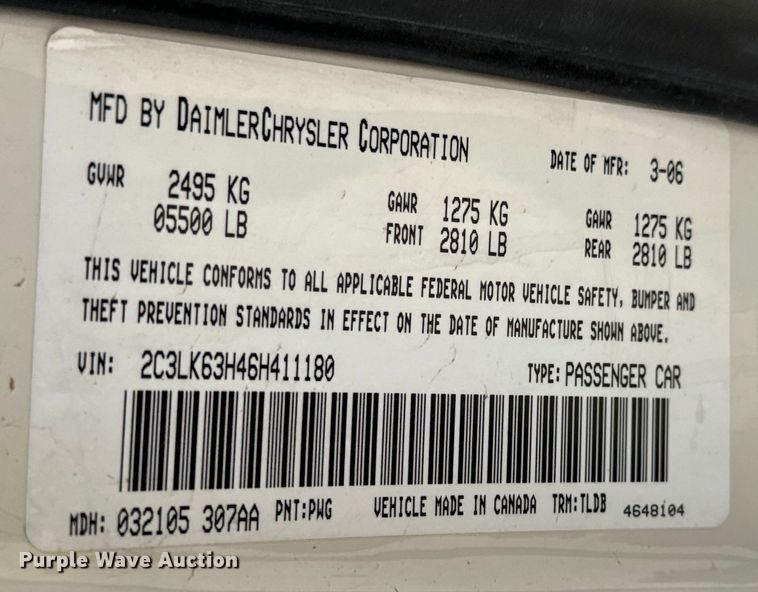 MFD BY DAIMLERCHRYSLER CORPORATION DATE OF MFR: 3-06
GVWR 2495 KG GAWR 1275 KG GAWR 1275 KG
05500 LB FRONT 2810 LB REAR 2810 LB
THIS VEHICLE CONFORMS TO ALL APPLICABLE FEDERAL MOTOR VEHICLE SAFETY, BUMPER AND
THEFT PREVENTION STANDARDS IN EFFECT ON THE DATE OF MANUFACTURE SHOWN ABOVE.
VIN: 2C3LK63H46H411180 TYPE: PASSENGER CAR
MDH: 032105 307AA PNT:PWG VEHICLE MADE IN CANADA TRM:TLDB 4648104
Purple Wave Auction